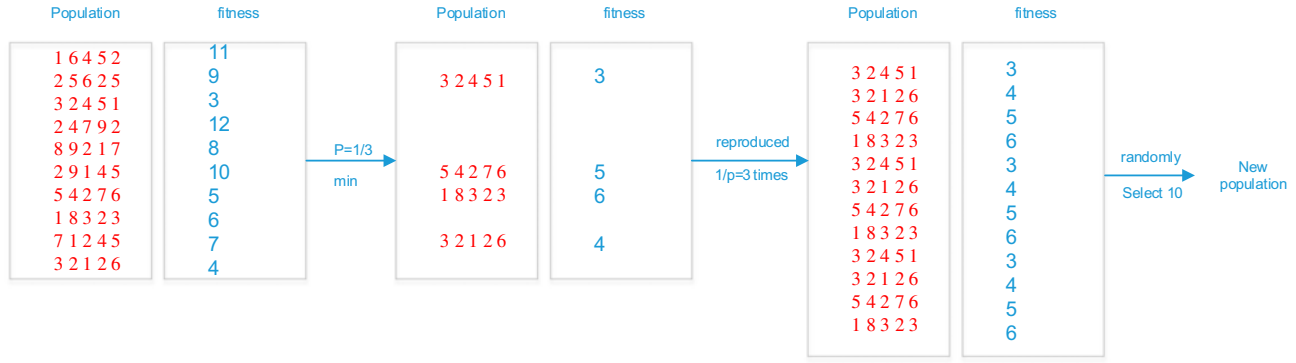 Population fitness Population fitness Population fitness
1 6 4 5 2 11
2 5 6 2 5 9
3 2 4 5 1 3
2 4 7 9 2 12
8 9 2 1 7 8
2 9 1 4 5 10
5 4 2 7 6 5
1 8 3 2 3 6
7 1 2 4 5 7
3 2 1 2 6 4
P=1/3
min
3 2 4 5 1 3
5 4 2 7 6 5
1 8 3 2 3 6
3 2 1 2 6 4
reproduced
1/p=3 times
3 2 4 5 1 3
3 2 1 2 6 4
5 4 2 7 6 5
1 8 3 2 3 6
3 2 4 5 1 3
3 2 1 2 6 4
5 4 2 7 6 5
1 8 3 2 3 6
3 2 4 5 1 3
3 2 1 2 6 4
5 4 2 7 6 5
1 8 3 2 3 6
randomly
Select 10
New
population